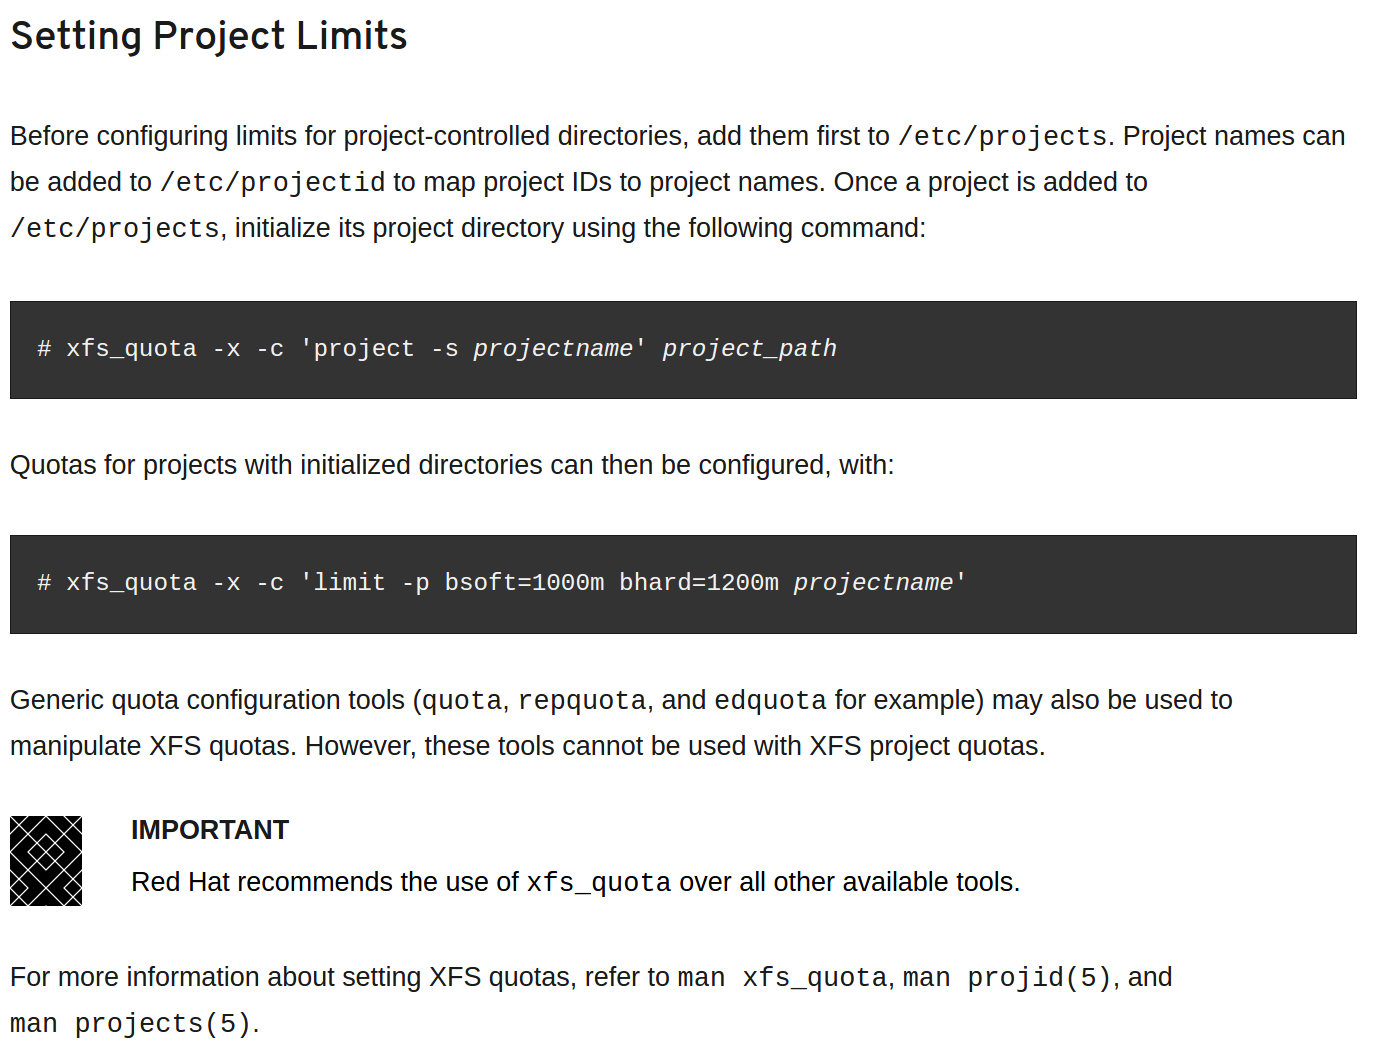 Setting Project Limits
Before configuring limits for project-controlled directories, add them first to /etc/projects. Project names can
be added to /etc/projectid to map project IDs to project names. Once a project is added to
/etc/projects, initialize its project directory using the following command:
# xfs_quota -x -c 'project -s projectname' project_path
Quotas for projects with initialized directories can then be configured, with:
# xfs_quota -x -c 'limit -p bsoft=1000m bhard=1200m projectname'
Generic quota configuration tools (quota, repquota, and edquota for example) may also be used to
manipulate XFS quotas. However, these tools cannot be used with XFS project quotas.
IMPORTANT
Red Hat recommends the use of xfs_quota over all other available tools.
For more information about setting XFS quotas, refer to man xfs_quota, man projid(5), and
man projects(5).